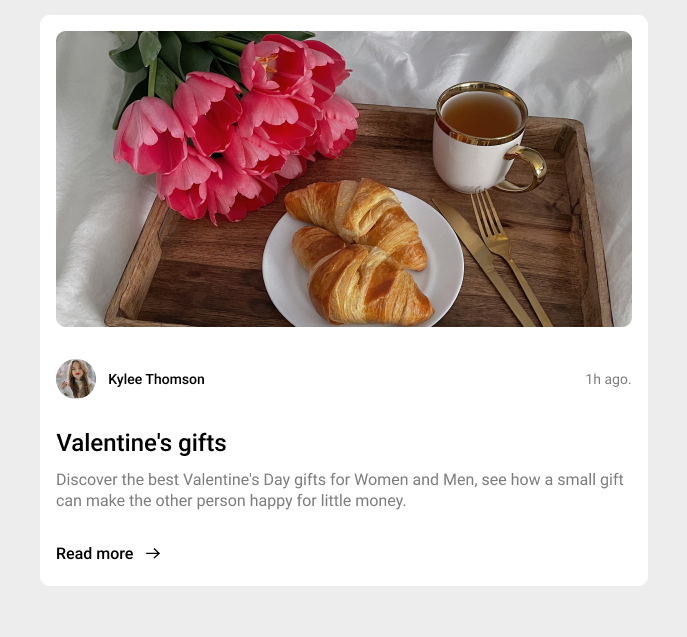 Kylee Thomson
1h ago.
Valentine's gifts
Discover the best Valentine's Day gifts for Women and Men, see how a small gift
can make the other person happy for little money.
Read more